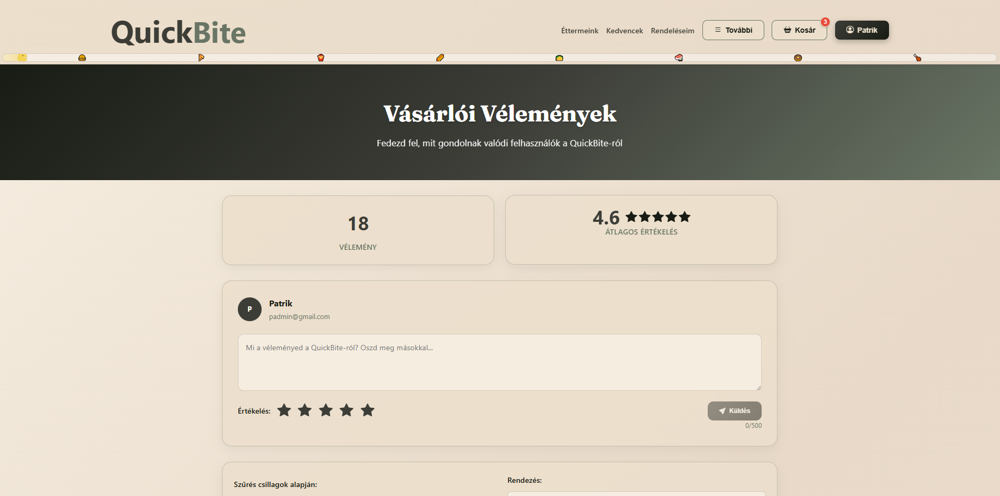 QuickBite
Éttermeink Kedvencek Rendeléseim További Kosár 3 Patrik
Vásárlói Vélemények
Fedezd fel, mit gondolnak valódi felhasználók a QuickBite-ról
18
VÉLEMÉNY
4.6
ÁTLAGOS ÉRTÉKELÉS
P
Patrik
padmin@gmail.com
Mi a véleményed a QuickBite-ról? Oszd meg másokkal...
Értékelés:
Küldés
0/500
Szűrés csillagok alapján:
Rendezés: